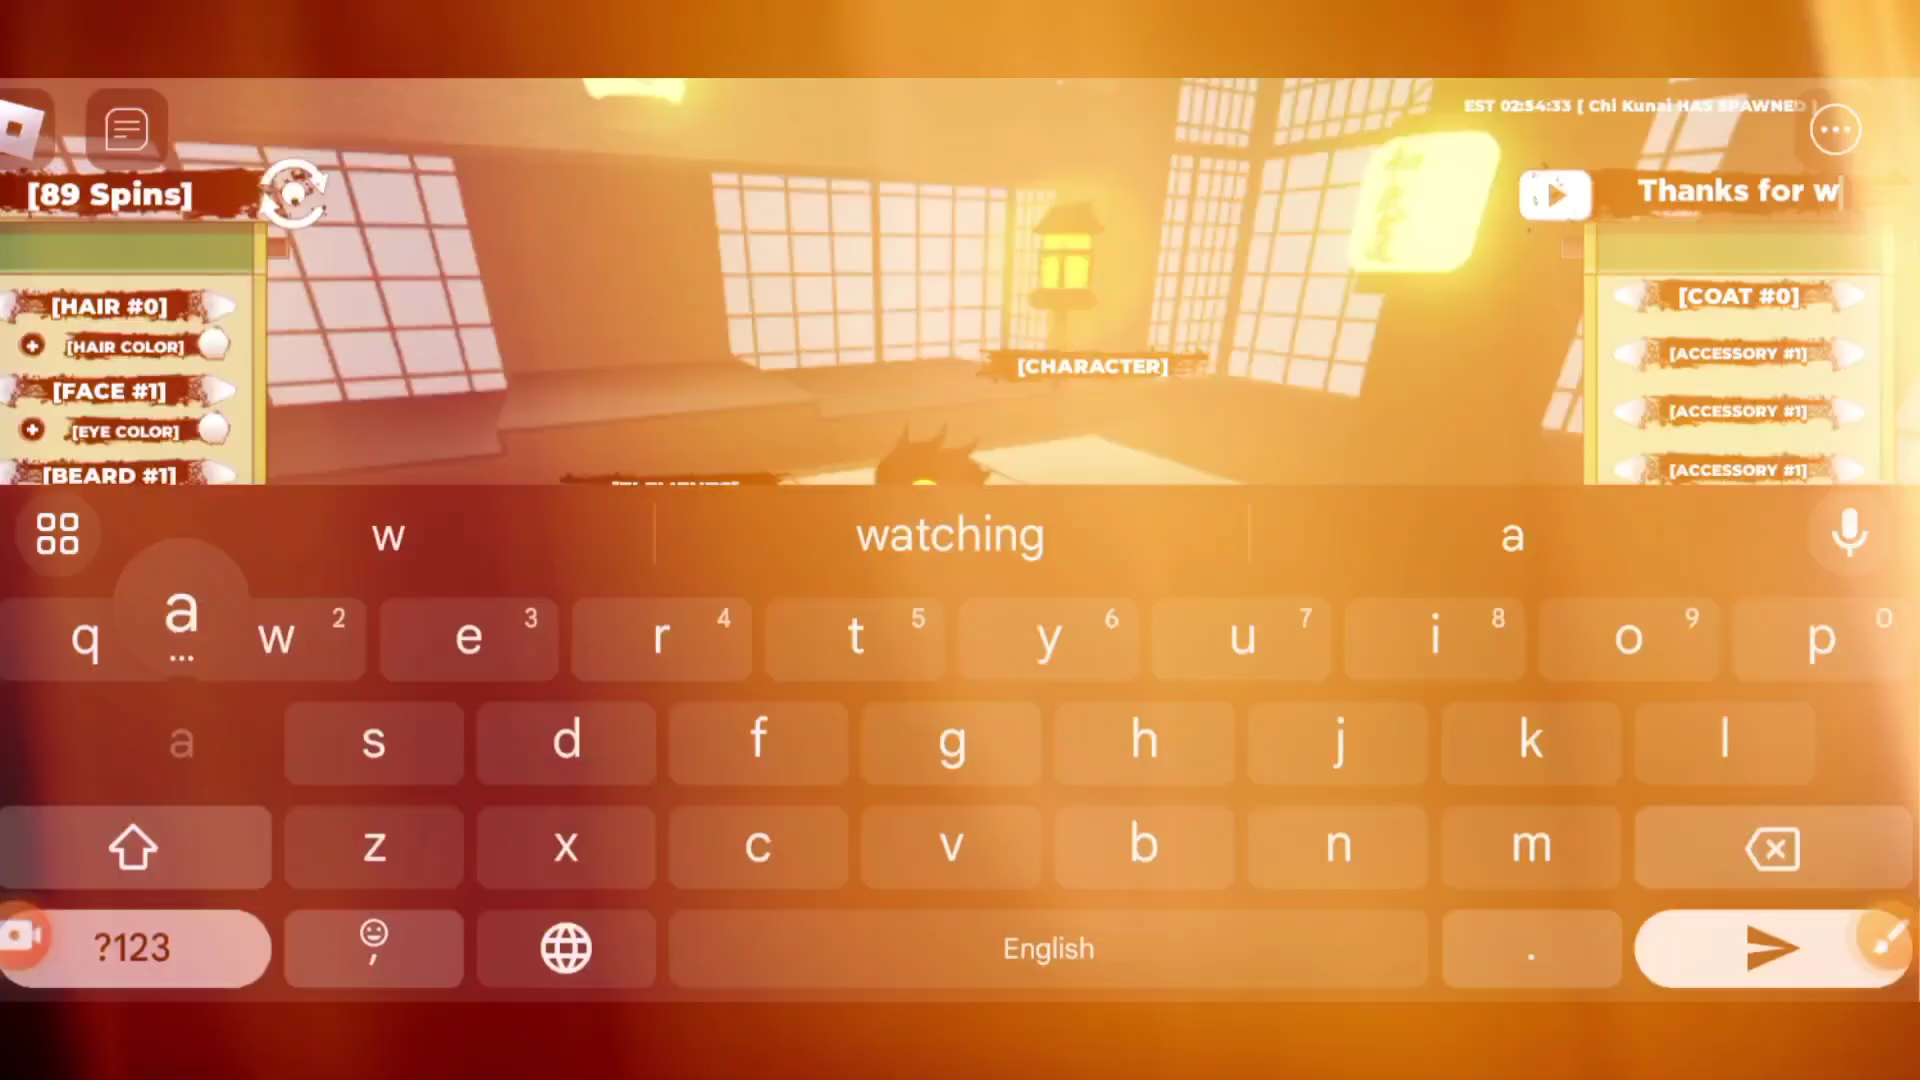 EST 02:54:33 [ Chi Kunai HAS SPAWNED ]
[89 Spins]
Thanks for w
[HAIR #0]
[HAIR COLOR]
[FACE #1]
[EYE COLOR]
[BEARD #1]
[CHARACTER]
[COAT #0]
[ACCESSORY #1]
[ACCESSORY #1]
[ACCESSORY #1]
w watching a
a
q w 2 e 3 r 4 t 5 y 6 u 7 i 8 o 9 p 0
a s d f g h j k l
z x c v b n m
?123 , English .